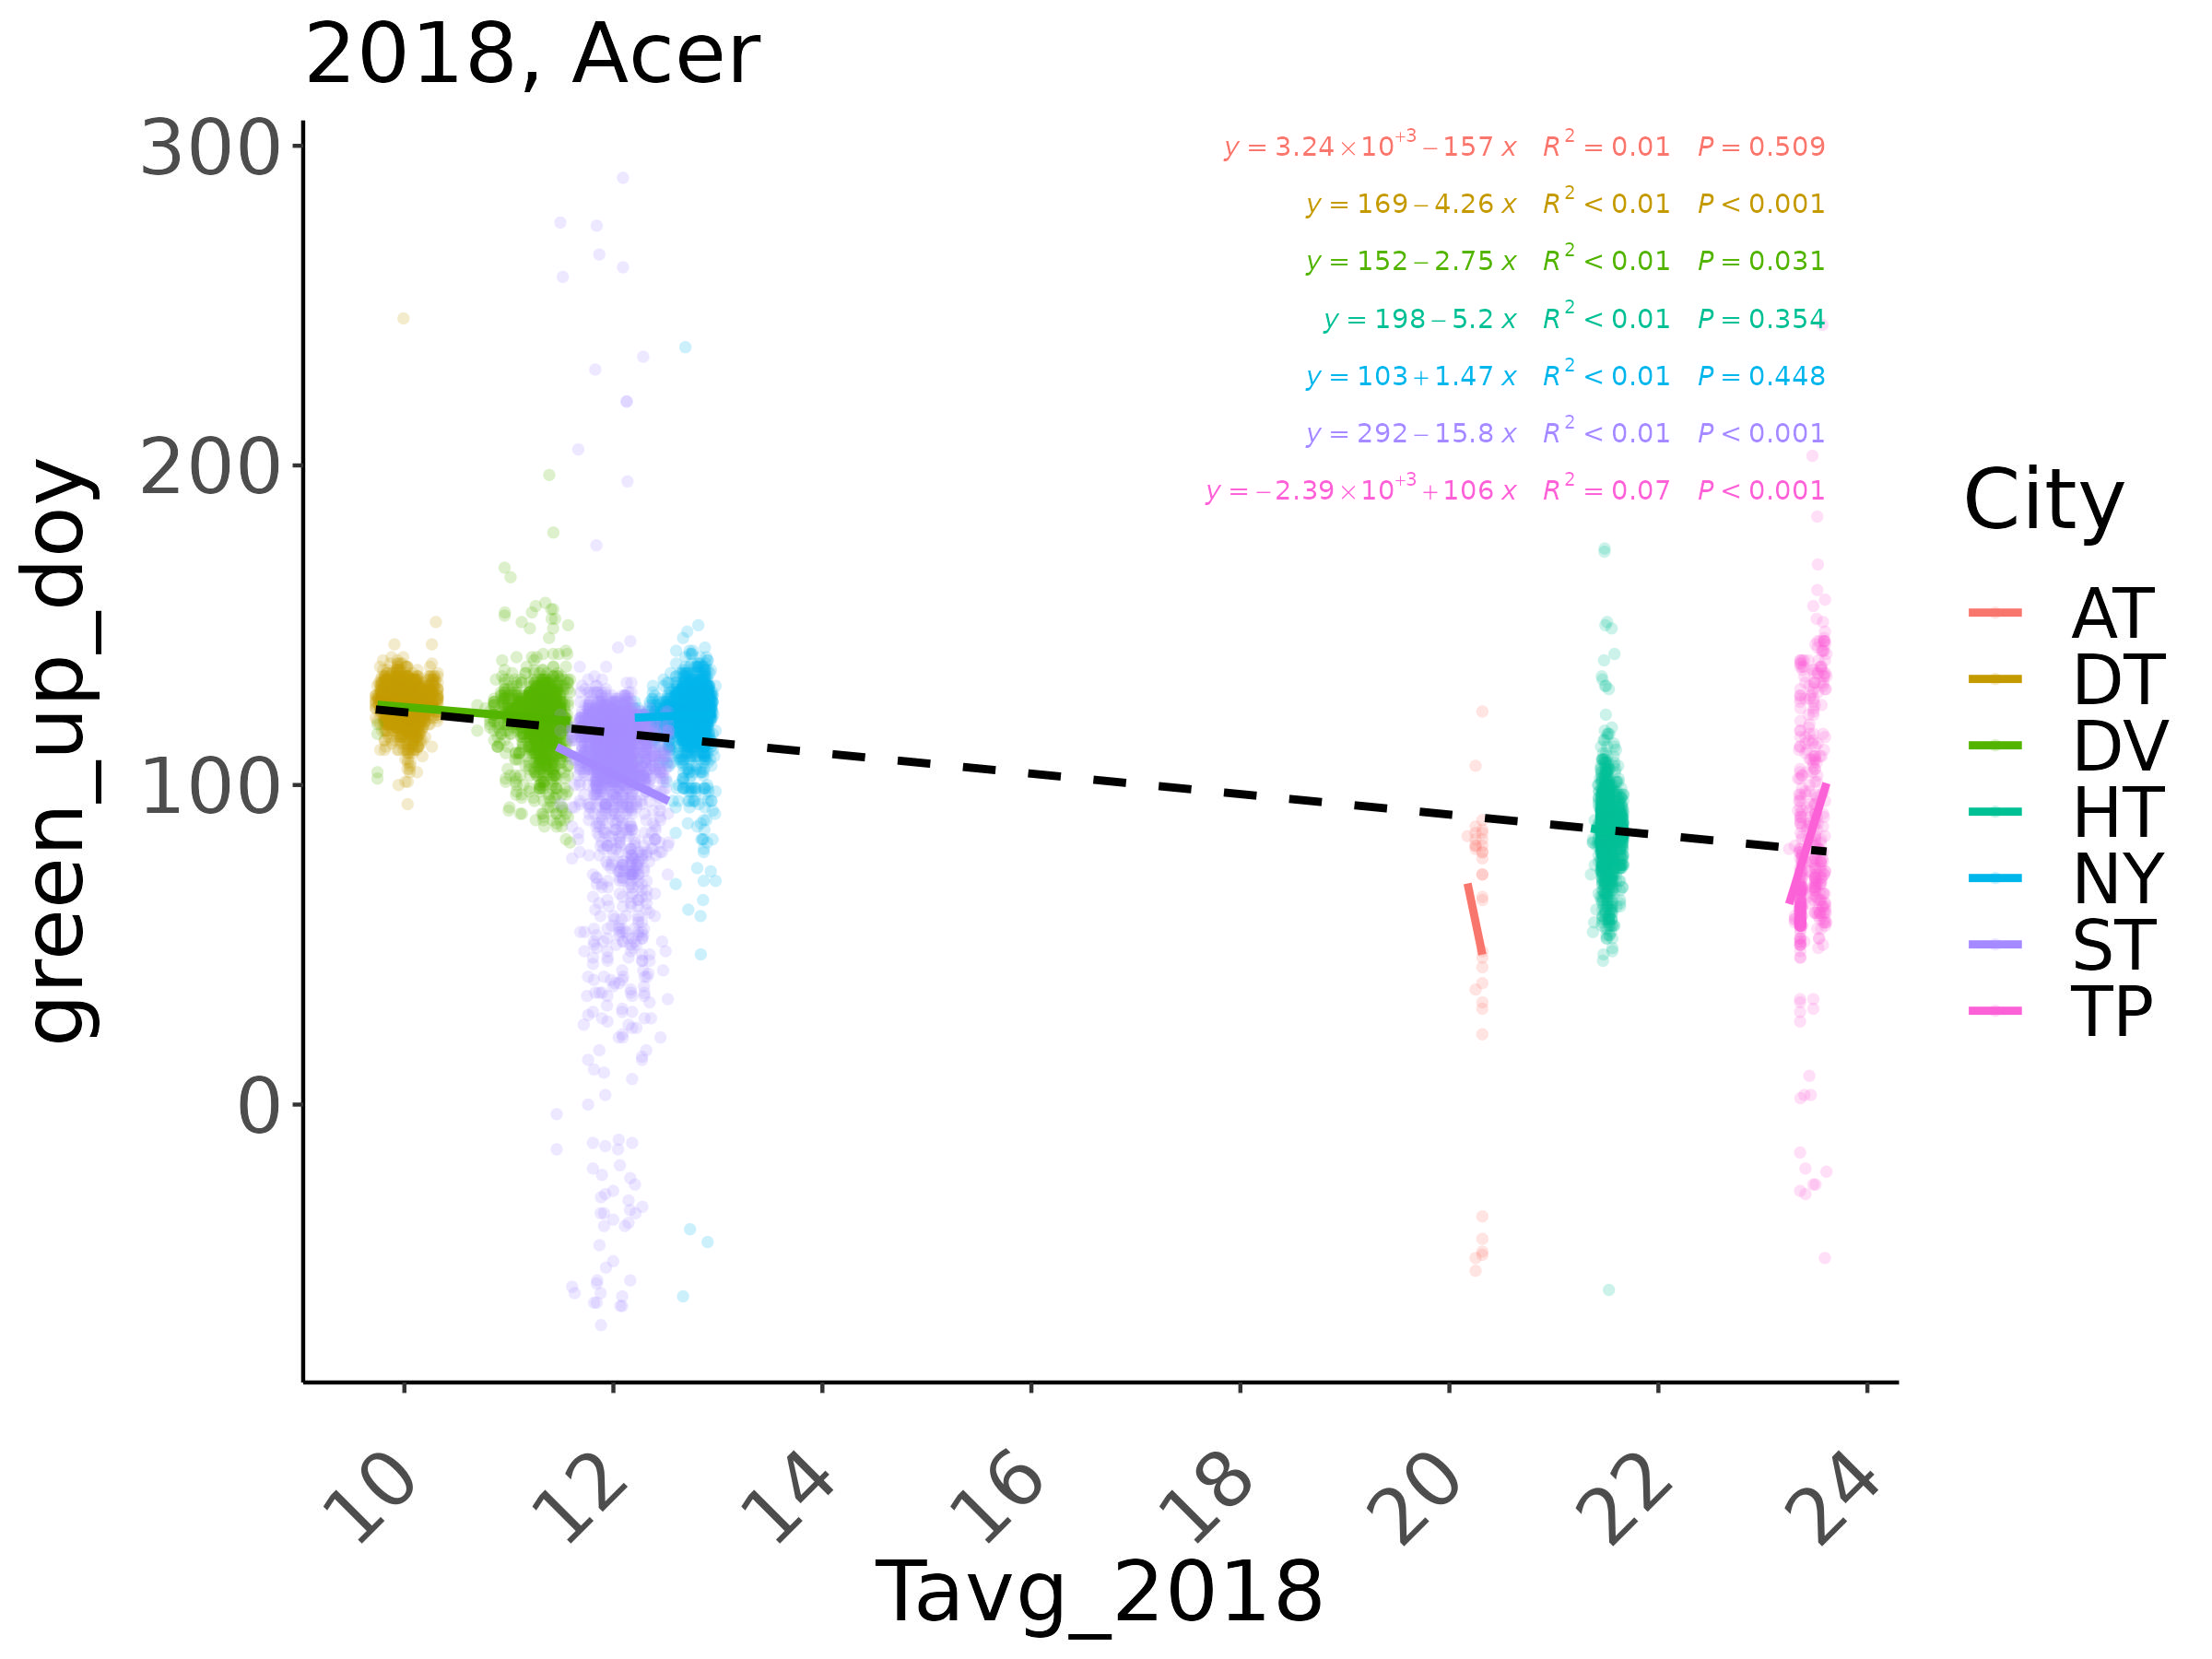 2018, Acer
300
200
100
0
green_up_doy
y = 3.24×10⁺³ − 157 x R² = 0.01 P = 0.509
y = 169 − 4.26 x R² < 0.01 P < 0.001
y = 152 − 2.75 x R² < 0.01 P = 0.031
y = 198 − 5.2 x R² < 0.01 P = 0.354
y = 103 + 1.47 x R² < 0.01 P = 0.448
y = 292 − 15.8 x R² < 0.01 P < 0.001
y = −2.39×10⁺³ + 106 x R² = 0.07 P < 0.001
City
AT
DT
DV
HT
NY
ST
TP
10 12 14 16 18 20 22 24
Tavg_2018